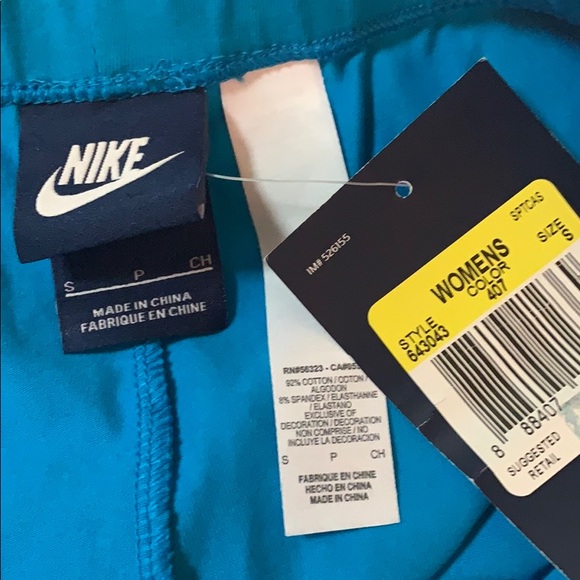 NIKE
S P CH
MADE IN CHINA
FABRIQUE EN CHINE
RN#56323 - CA#05
92% COTTON / COTON /
ALGODON
8% SPANDEX / ELASTHANNE
/ ELASTANO
EXCLUSIVE OF
DECORATION / DECORATION
NON COMPRISE / NO
INCLUYE LA DECORACION
S P CH
FABRIQUE EN CHINE
HECHO EN CHINA
MADE IN CHINA
IM# 526155
SPTCAS
WOMENS
SIZE
S
COLOR
407
STYLE
643043
8 88407
SUGGESTED
RETAIL